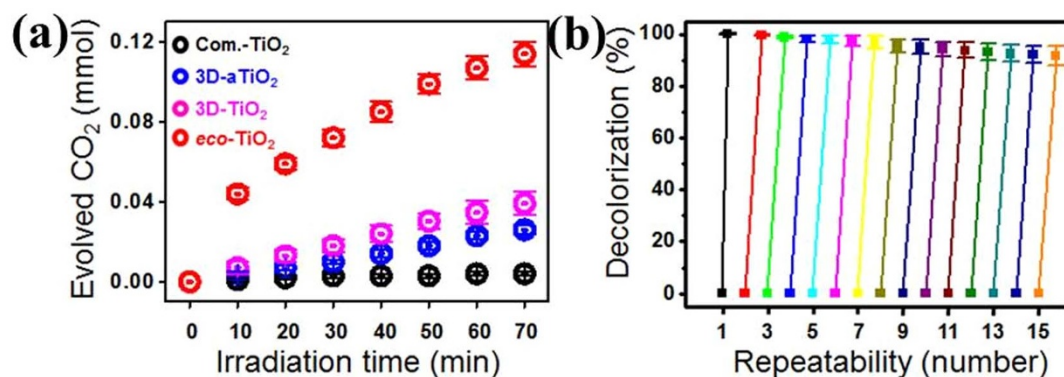 (a)
Evolved CO₂ (mmol)
0.12
0.08
0.04
0.00
Com.-TiO₂
3D-aTiO₂
3D-TiO₂
eco-TiO₂
0 10 20 30 40 50 60 70
Irradiation time (min)
(b)
Decolorization (%)
100
80
60
40
20
0
1 3 5 7 9 11 13 15
Repeatability (number)